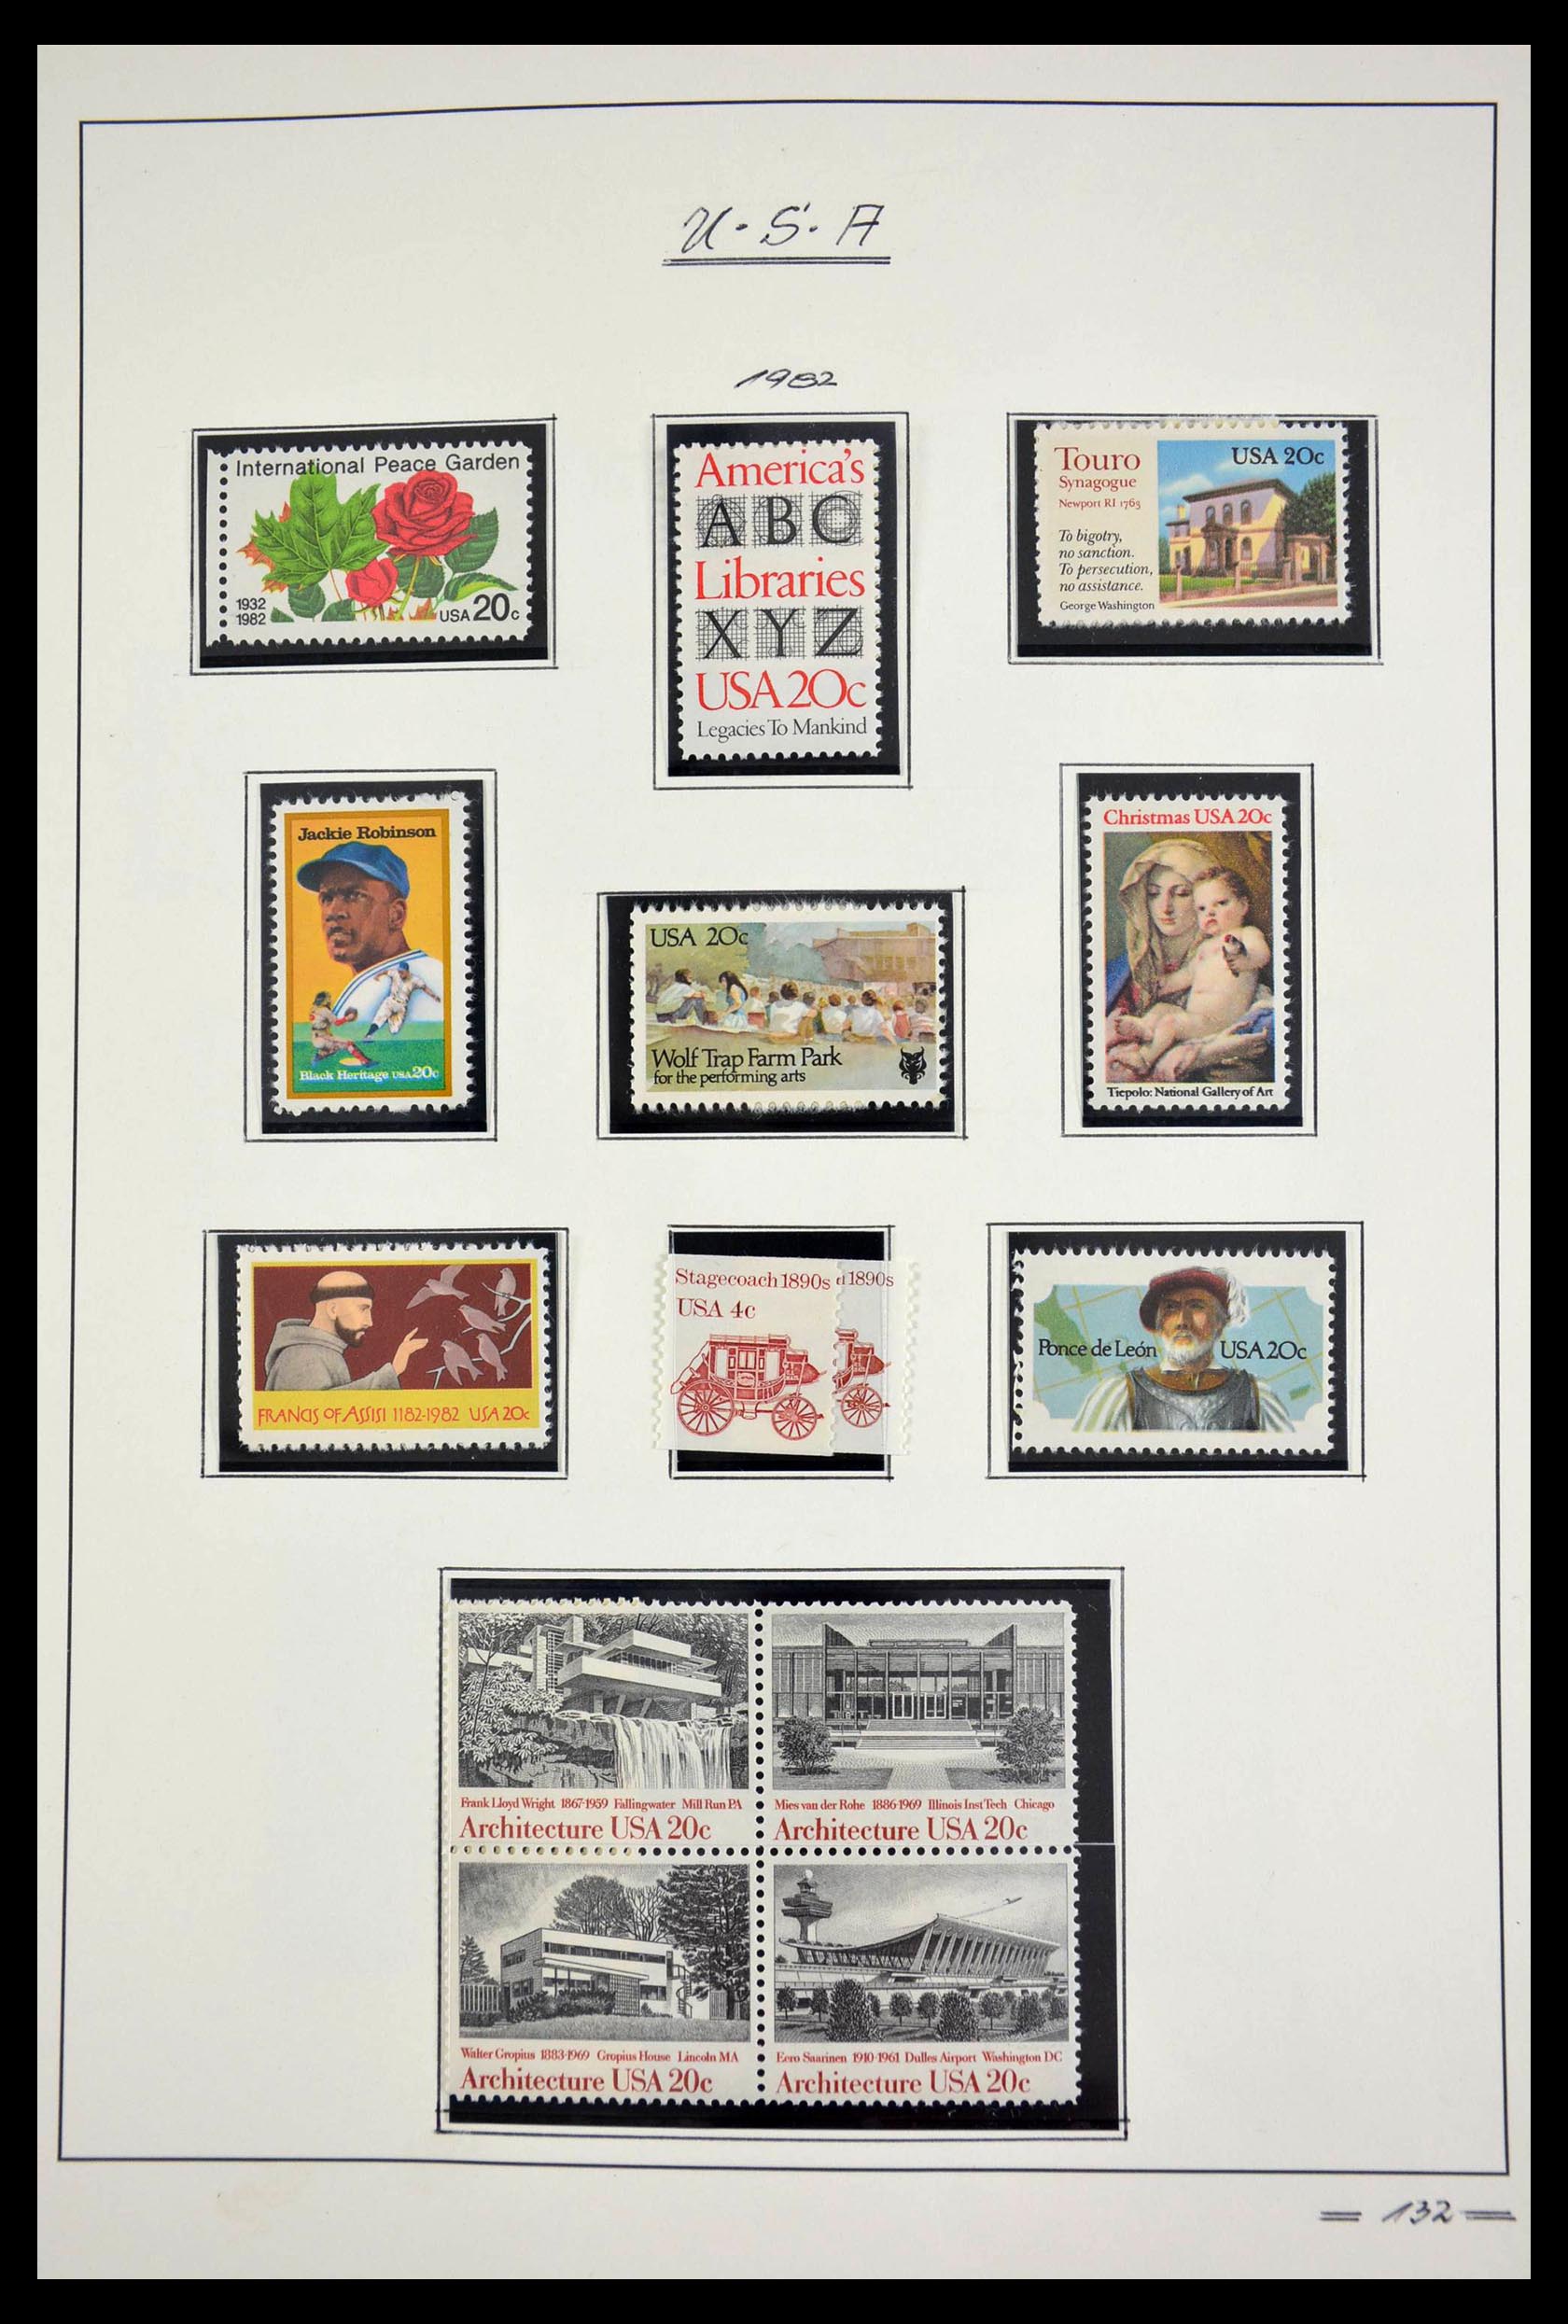 U.S.A
1982
International Peace Garden
1932
1982
USA 20c
America's
ABC
Libraries
XYZ
USA 20c
Legacies To Mankind
Touro
Synagogue
Newport RI 1763
USA 20c
To bigotry,
no sanction.
To persecution,
no assistance.
George Washington
Jackie Robinson
Black Heritage USA 20c
USA 20c
Wolf Trap Farm Park
for the performing arts
Christmas USA 20c
Tiepolo: National Gallery of Art
FRANCIS OF ASSISI 1182-1982 USA 20c
Stagecoach 1890s
USA 4c
d 1890s
Ponce de León
USA 20c
Frank Lloyd Wright 1867-1959 Fallingwater Mill Run PA
Architecture USA 20c
Mies van der Rohe 1886-1969 Illinois Inst Tech Chicago
Architecture USA 20c
Walter Gropius 1883-1969 Gropius House Lincoln MA
Architecture USA 20c
Eero Saarinen 1910-1961 Dulles Airport Washington DC
Architecture USA 20c
= 132 =